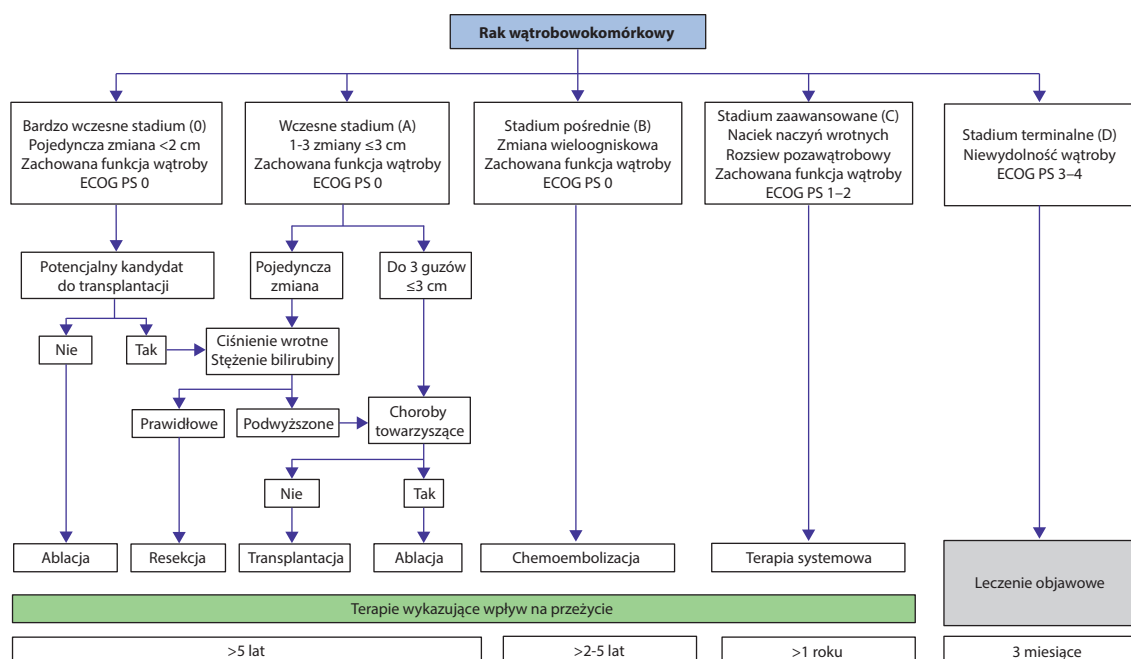 Rak wątrobowokomórkowy
Bardzo wczesne stadium (0)
Pojedyncza zmiana <2 cm
Zachowana funkcja wątroby
ECOG PS 0
Wczesne stadium (A)
1-3 zmiany ≤3 cm
Zachowana funkcja wątroby
ECOG PS 0
Stadium pośrednie (B)
Zmiana wieloogniskowa
Zachowana funkcja wątroby
ECOG PS 0
Stadium zaawansowane (C)
Naciek naczyń wrotnych
Rozsiew pozawątrobowy
Zachowana funkcja wątroby
ECOG PS 1–2
Stadium terminalne (D)
Niewydolność wątroby
ECOG PS 3–4
Potencjalny kandydat
do transplantacji
Pojedyncza
zmiana
Do 3 guzów
≤3 cm
Nie
Tak
Ciśnienie wrotne
Stężenie bilirubiny
Prawidłowe
Podwyższone
Choroby
towarzyszące
Nie
Tak
Ablacja
Resekcja
Transplantacja
Ablacja
Chemoembolizacja
Terapia systemowa
Leczenie objawowe
Terapie wykazujące wpływ na przeżycie
>5 lat
>2-5 lat
>1 roku
3 miesiące